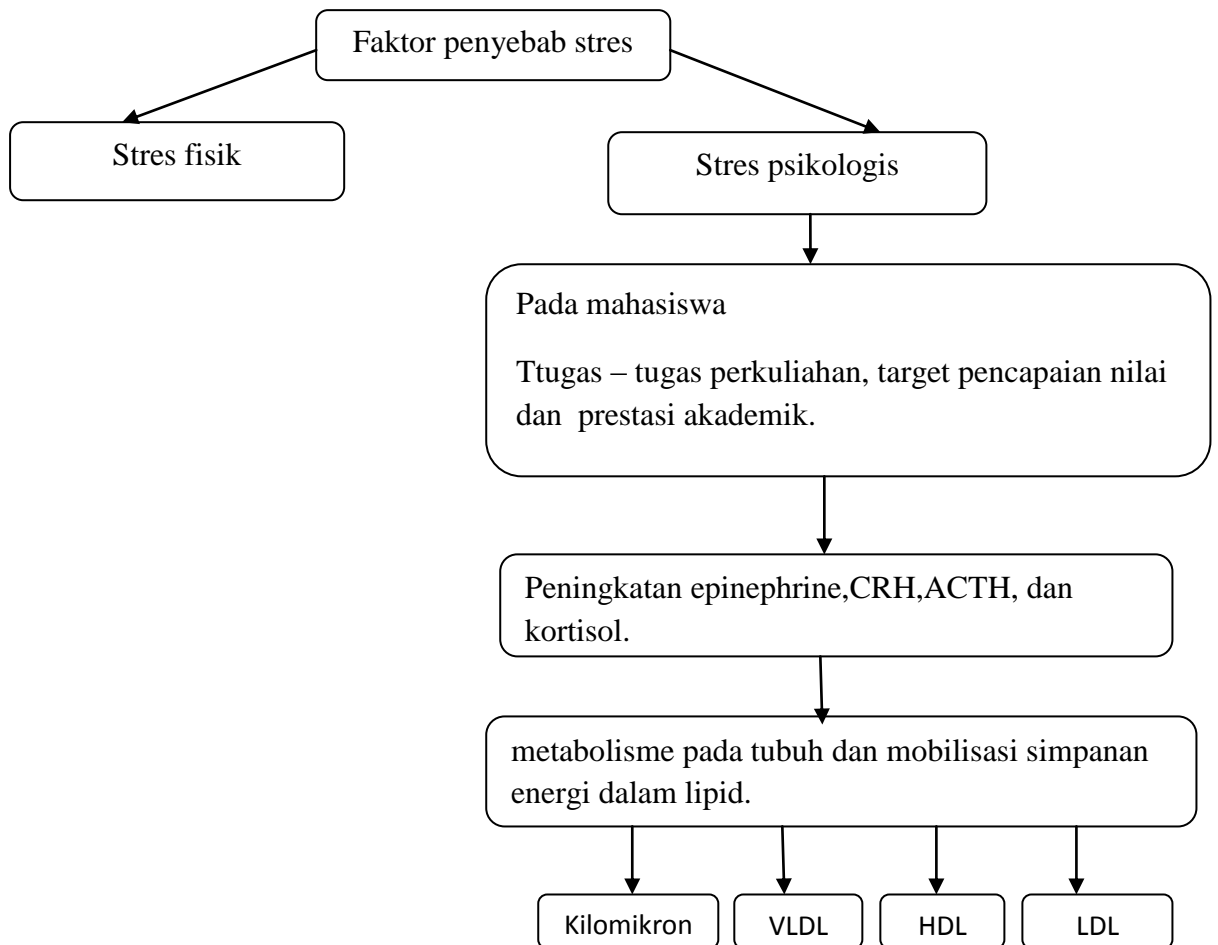 Faktor penyebab stres
Stres fisik
Stres psikologis
Pada mahasiswa
Ttugas – tugas perkuliahan, target pencapaian nilai
dan prestasi akademik.
Peningkatan epinephrine,CRH,ACTH, dan
kortisol.
metabolisme pada tubuh dan mobilisasi simpanan
energi dalam lipid.
Kilomikron
VLDL
HDL
LDL